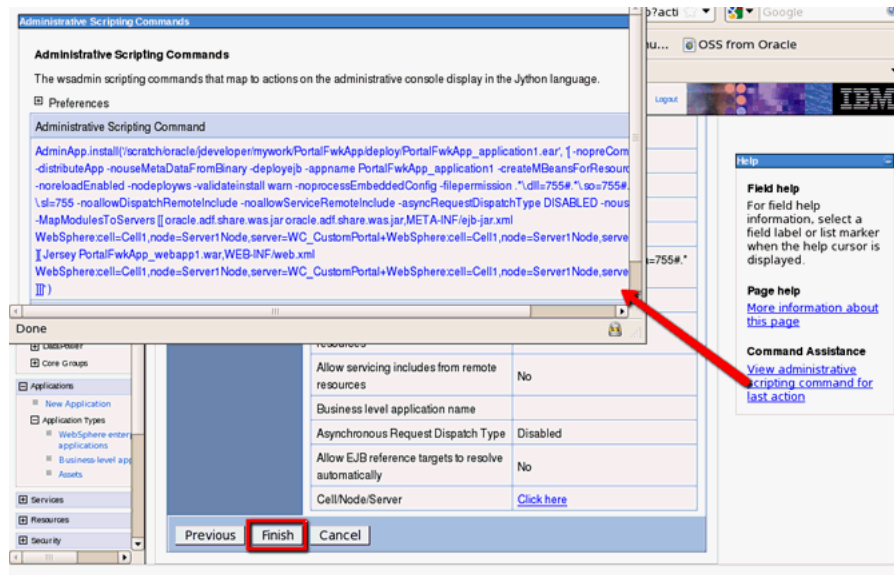 Administrative Scripting Commands
Administrative Scripting Commands
The wsadmin scripting commands that map to actions on the administrative console display in the Jython language.
Preferences
Administrative Scripting Command
AdminApp.install('/scratch/oracle/jdeveloper/mywork/PortalFwkApp/deploy/PortalFwkApp_application1.ear', '[ -nopreCom
-distributeApp -nouseMetaDataFromBinary -deployejb -appname PortalFwkApp_application1 -createMBeansForResourc
-noreloadEnabled -nodeployws -validateinstall warn -noprocessEmbeddedConfig -filepermission .*\.dll=755#.*\.so=755#.
\.sl=755 -noallowDispatchRemoteInclude -noallowServiceRemoteInclude -asyncRequestDispatchType DISABLED -nous
-MapModulesToServers [[ oracle.adf.share.was.jar oracle.adf.share.was.jar,META-INF/ejb-jar.xml
WebSphere:cell=Cell1,node=Server1Node,server=WC_CustomPortal+WebSphere:cell=Cell1,node=Server1Node,serve
][ Jersey PortalFwkApp_webapp1.war,WEB-INF/web.xml
WebSphere:cell=Cell1,node=Server1Node,server=WC_CustomPortal+WebSphere:cell=Cell1,node=Server1Node,serve
]]]' )
Done
p?acti
Google
nu... OSS from Oracle
Logout
IBM
=755#.*
Help
Field help
For field help
information, select a
field label or list marker
when the help cursor is
displayed.
Page help
More information about
this page
Command Assistance
View administrative
scripting command for
last action
DataPower
Core Groups
Applications
New Application
Application Types
WebSphere enterp
applications
Business-level app
Assets
Services
Resources
Security
resources
Allow servicing includes from remote
resources
No
Business level application name
Asynchronous Request Dispatch Type Disabled
Allow EJB reference targets to resolve
automatically
No
Cell/Node/Server Click here
Previous Finish Cancel